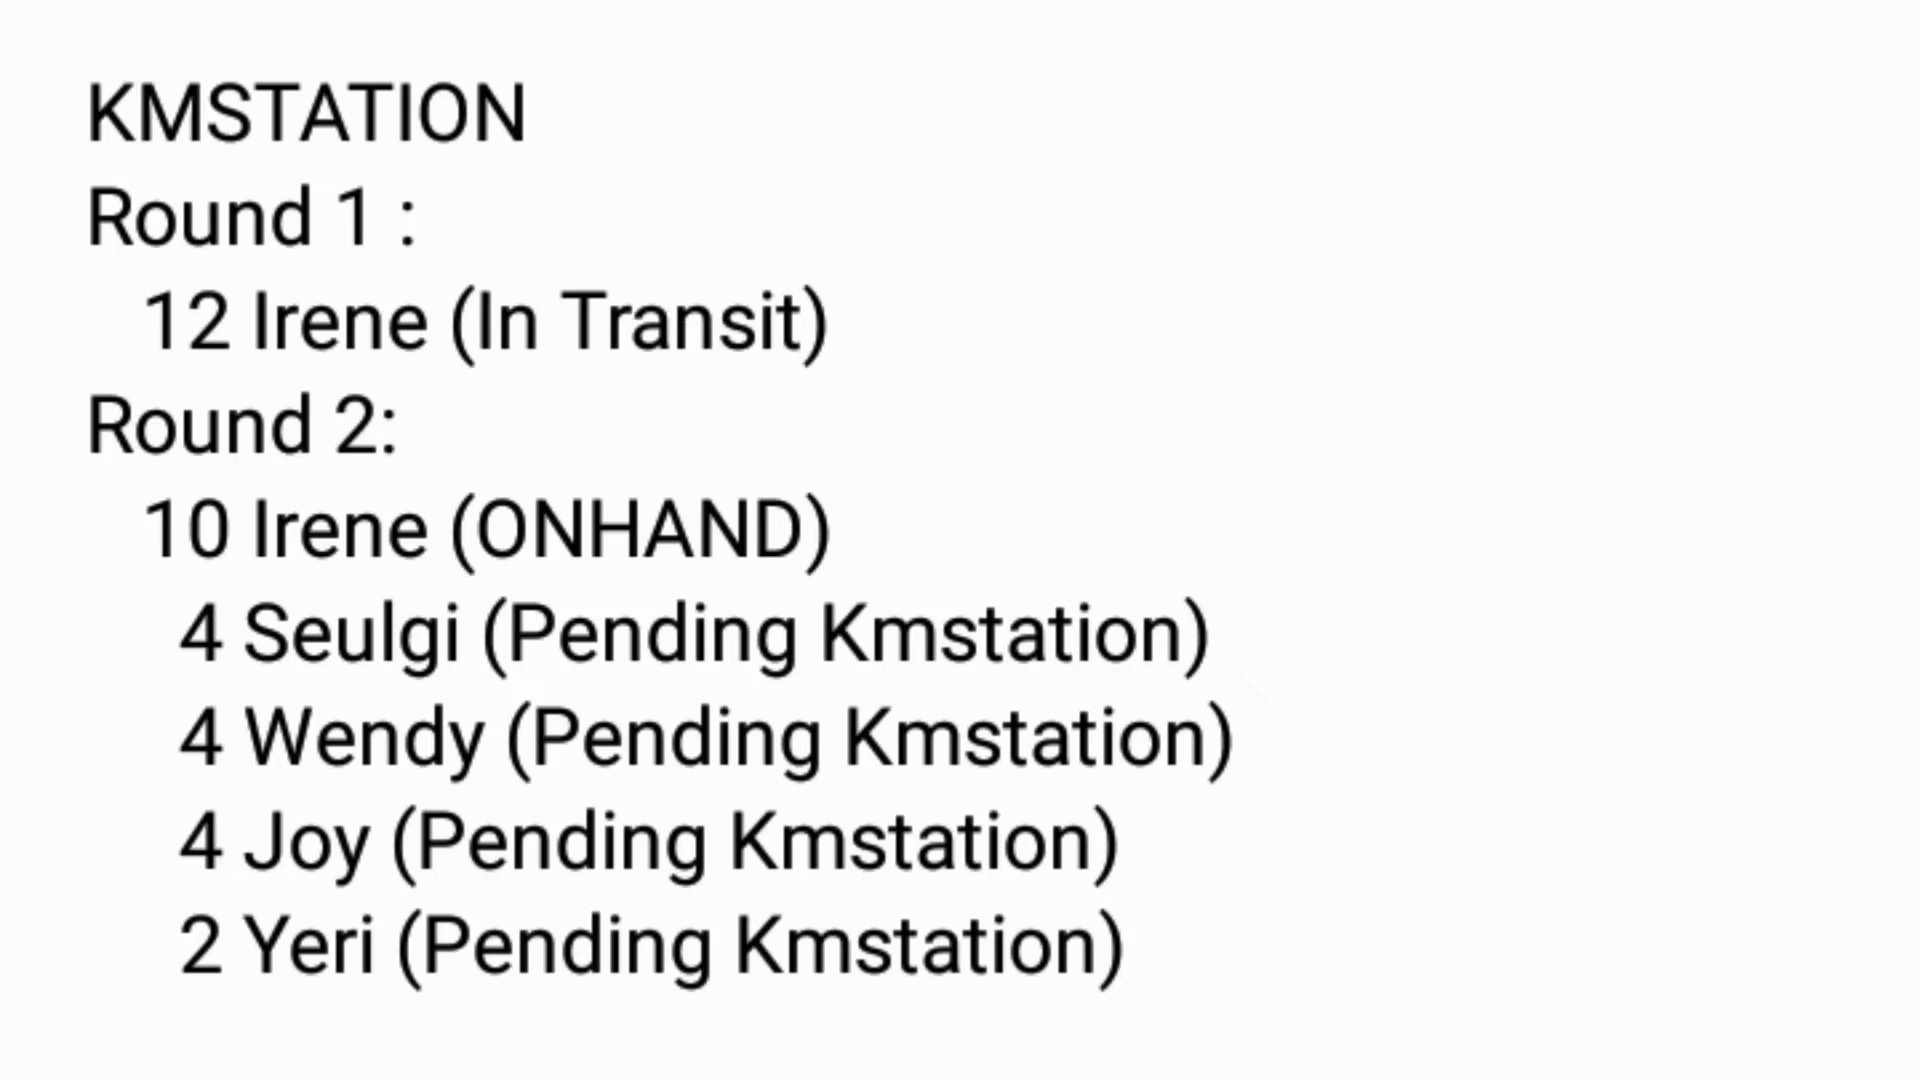 KMSTATION
Round 1 :
12 Irene (In Transit)
Round 2:
10 Irene (ONHAND)
4 Seulgi (Pending Kmstation)
4 Wendy (Pending Kmstation)
4 Joy (Pending Kmstation)
2 Yeri (Pending Kmstation)